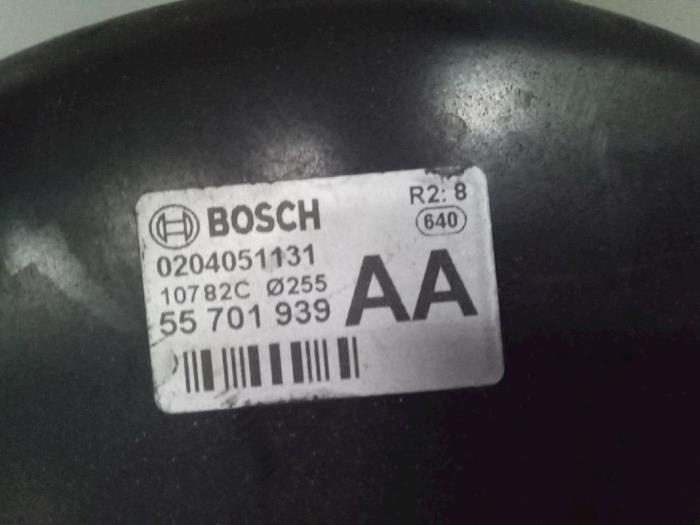 BOSCH R2: 8
640
0204051131
10782C Ø255
55 701 939 AA